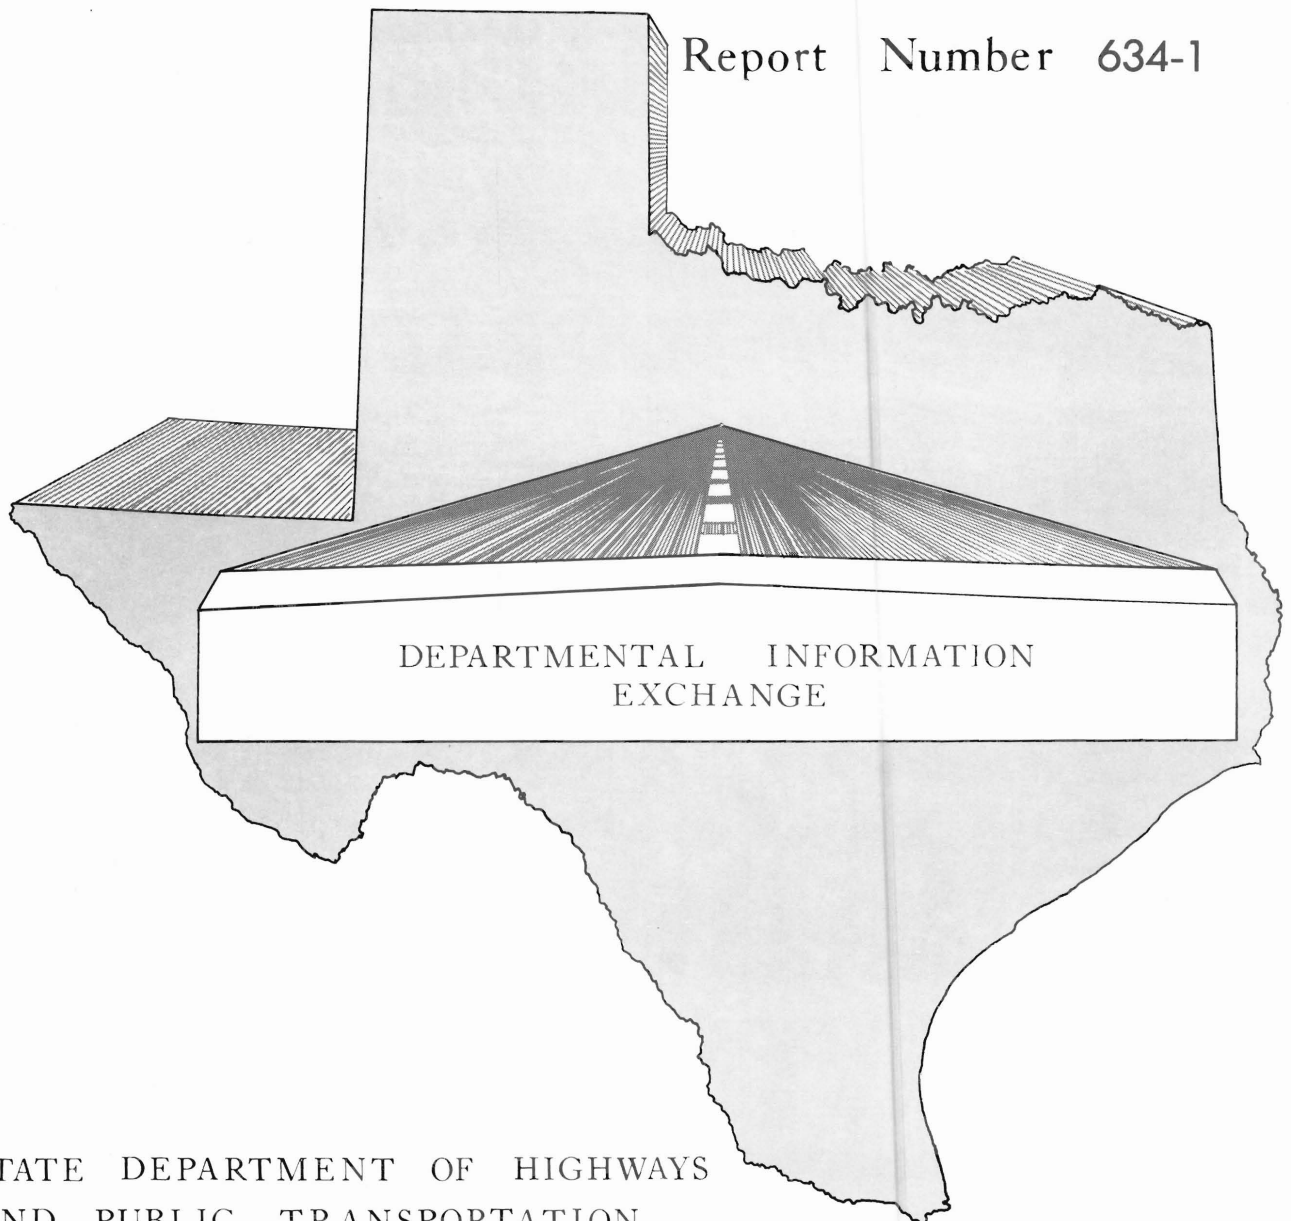 Report Number 634-1
DEPARTMENTAL INFORMATION
EXCHANGE
TATE DEPARTMENT OF HIGHWAYS
ND PUBLIC TRANSPORTATION